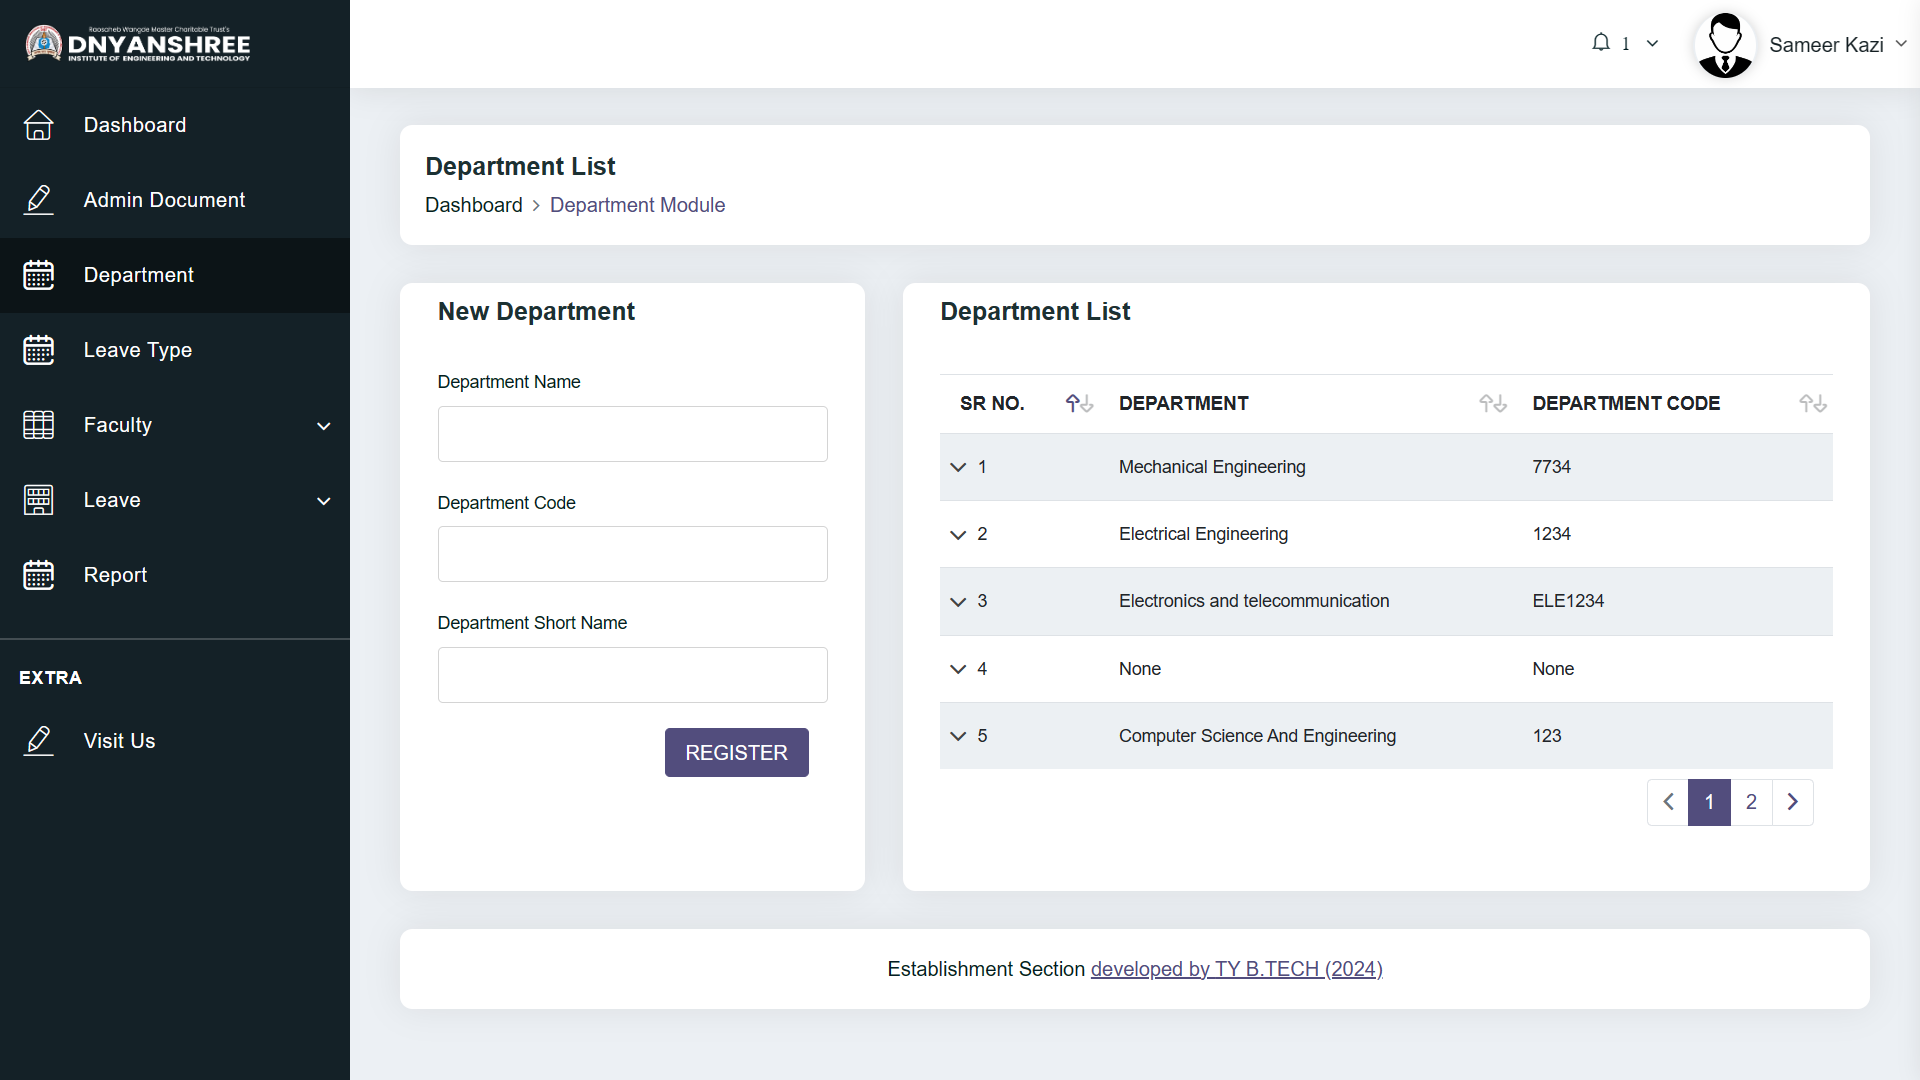 Raosaheb Wangde Master Charitable Trust's
DNYANSHREE
INSTITUTE OF ENGINEERING AND TECHNOLOGY
1
Sameer Kazi
Dashboard
Admin Document
Department
Leave Type
Faculty
Leave
Report
EXTRA
Visit Us
Department List
Dashboard > Department Module
New Department
Department Name
Department Code
Department Short Name
REGISTER
Department List
SR NO. DEPARTMENT DEPARTMENT CODE
1 Mechanical Engineering 7734
2 Electrical Engineering 1234
3 Electronics and telecommunication ELE1234
4 None None
5 Computer Science And Engineering 123
1 2
Establishment Section developed by TY B.TECH (2024)